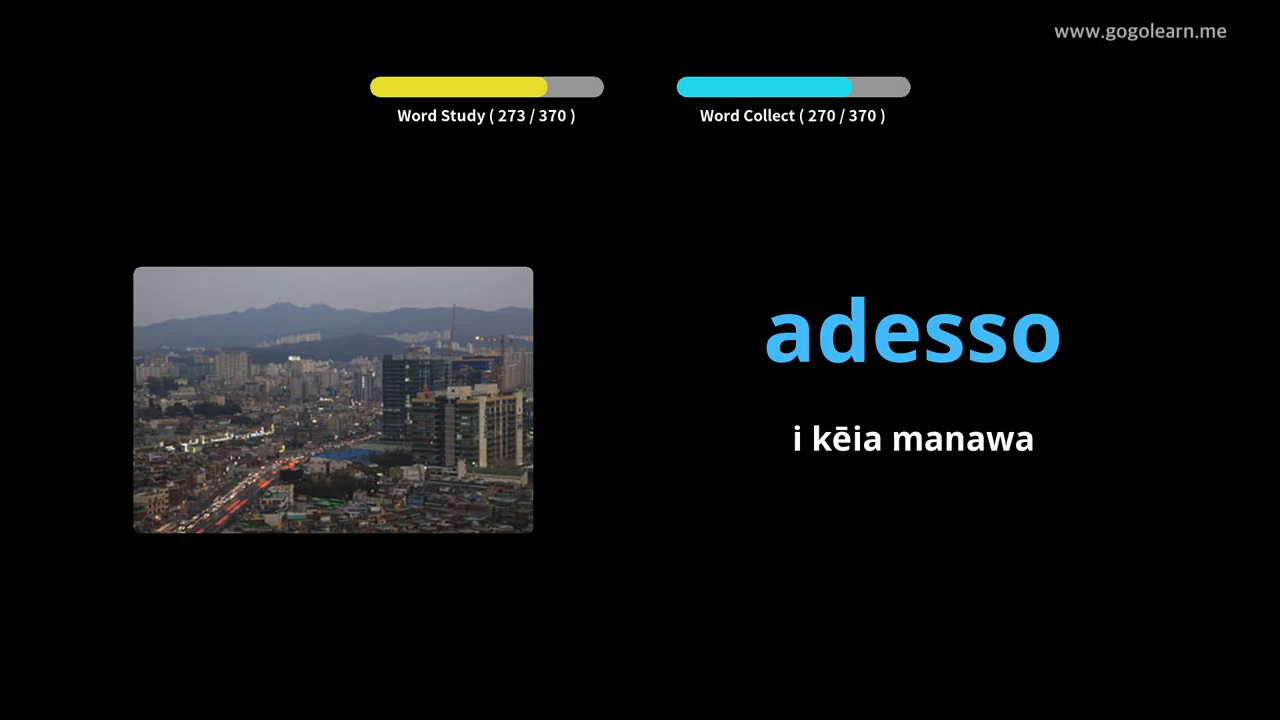 www.gogolearn.me
Word Study ( 273 / 370 )
Word Collect ( 270 / 370 )
adesso
i kēia manawa